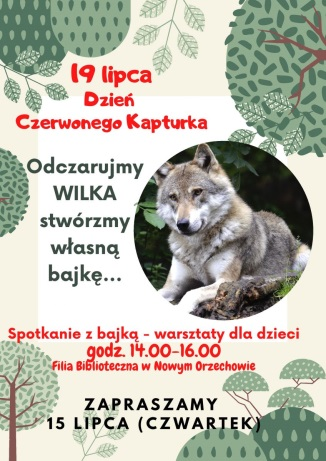 19 lipca
Dzień
Czerwonego Kapturka
Odczarujmy
WILKA
stwórzmy
własną
bajkę...
Spotkanie z bajką - warsztaty dla dzieci
godz. 14.00-16.00
Filia Biblioteczna w Nowym Orzechowie
ZAPRASZAMY
15 LIPCA (CZWARTEK)